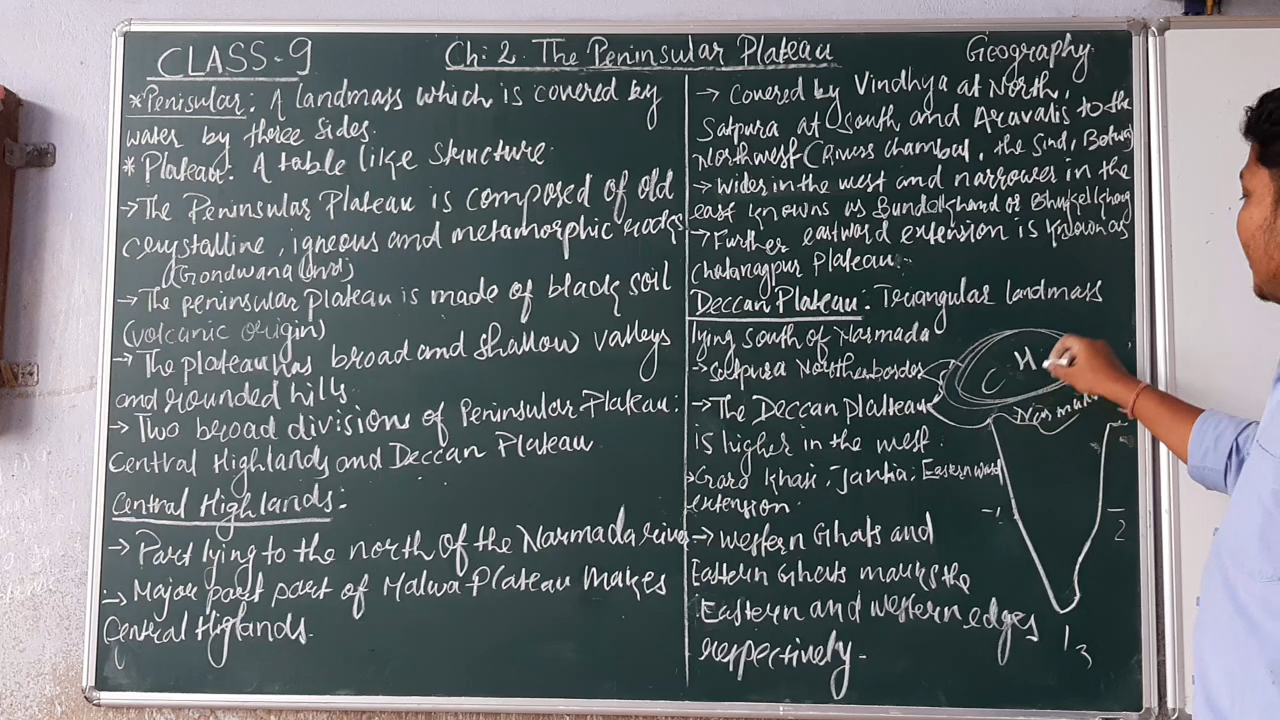 CLASS-9
Ch: 2. The Peninsular Plateau
Geography
*Penisular: A landmass which is covered by
water by three sides.
* Plateau: A table like structure.
→ The Peninsular Plateau is composed of old
crystalline, igneous and metamorphic rocks
(Gondwana land)
→ The peninsular plateau is made of black soil
(volcanic origin)
→ The plateau has broad and shallow valleys
and rounded hills.
→ Two broad divisions of Peninsular Plateau:
Central Highlands and Deccan Plateau
Central Highlands:-
→ Part lying to the north of the Narmada river
→ Major part part of Malwa Plateau makes
Central Higlands.
→ Covered by Vindhya at North,
Satpura at south and Aravalis to the
Northwest (Rivers chambal, the Sind, Betwa
→ Wider in the west and narrower in the
east knowns as Bundelkhand or
→ Further eastward extension is known as
Chotanagpur Plateau.
Deccan Plateau: Triangular landmass
lying south of Narmada
→ Satpura Northern border
→ The Deccan platteau
is higher in the west.
→ Garo Khasi, Jantia: Eastern ward
extension.
→ Western Ghats and
Eastern Ghats marks the
Eastern and western edges
respectively.
C H
1
2
3